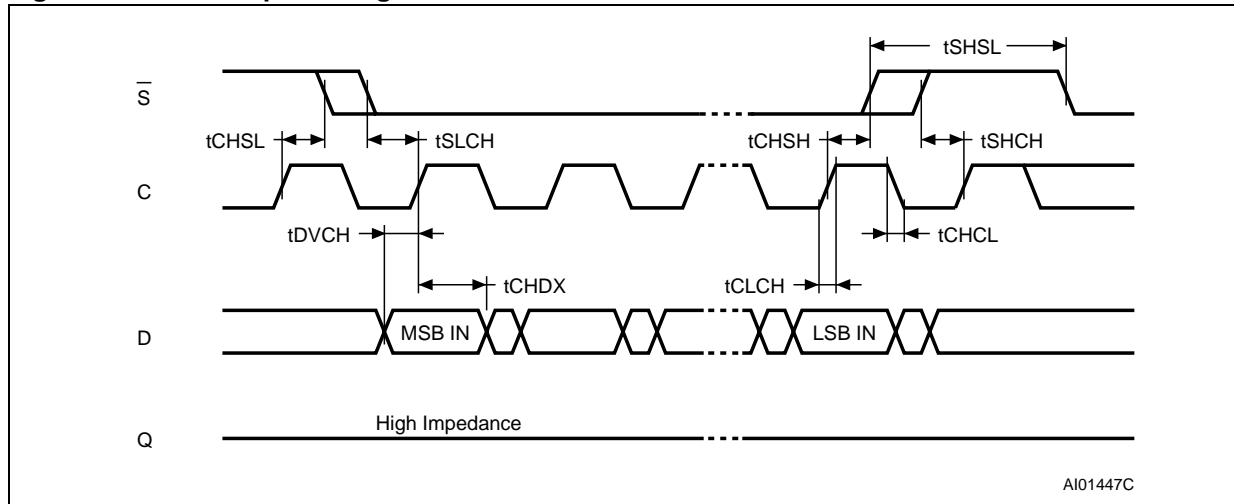 tSHSL
S
tCHSL
tSLCH
tCHSH
tSHCH
C
tDVCH
tCHCL
tCHDX
tCLCH
D
MSB IN
LSB IN
High Impedance
Q
AI01447C